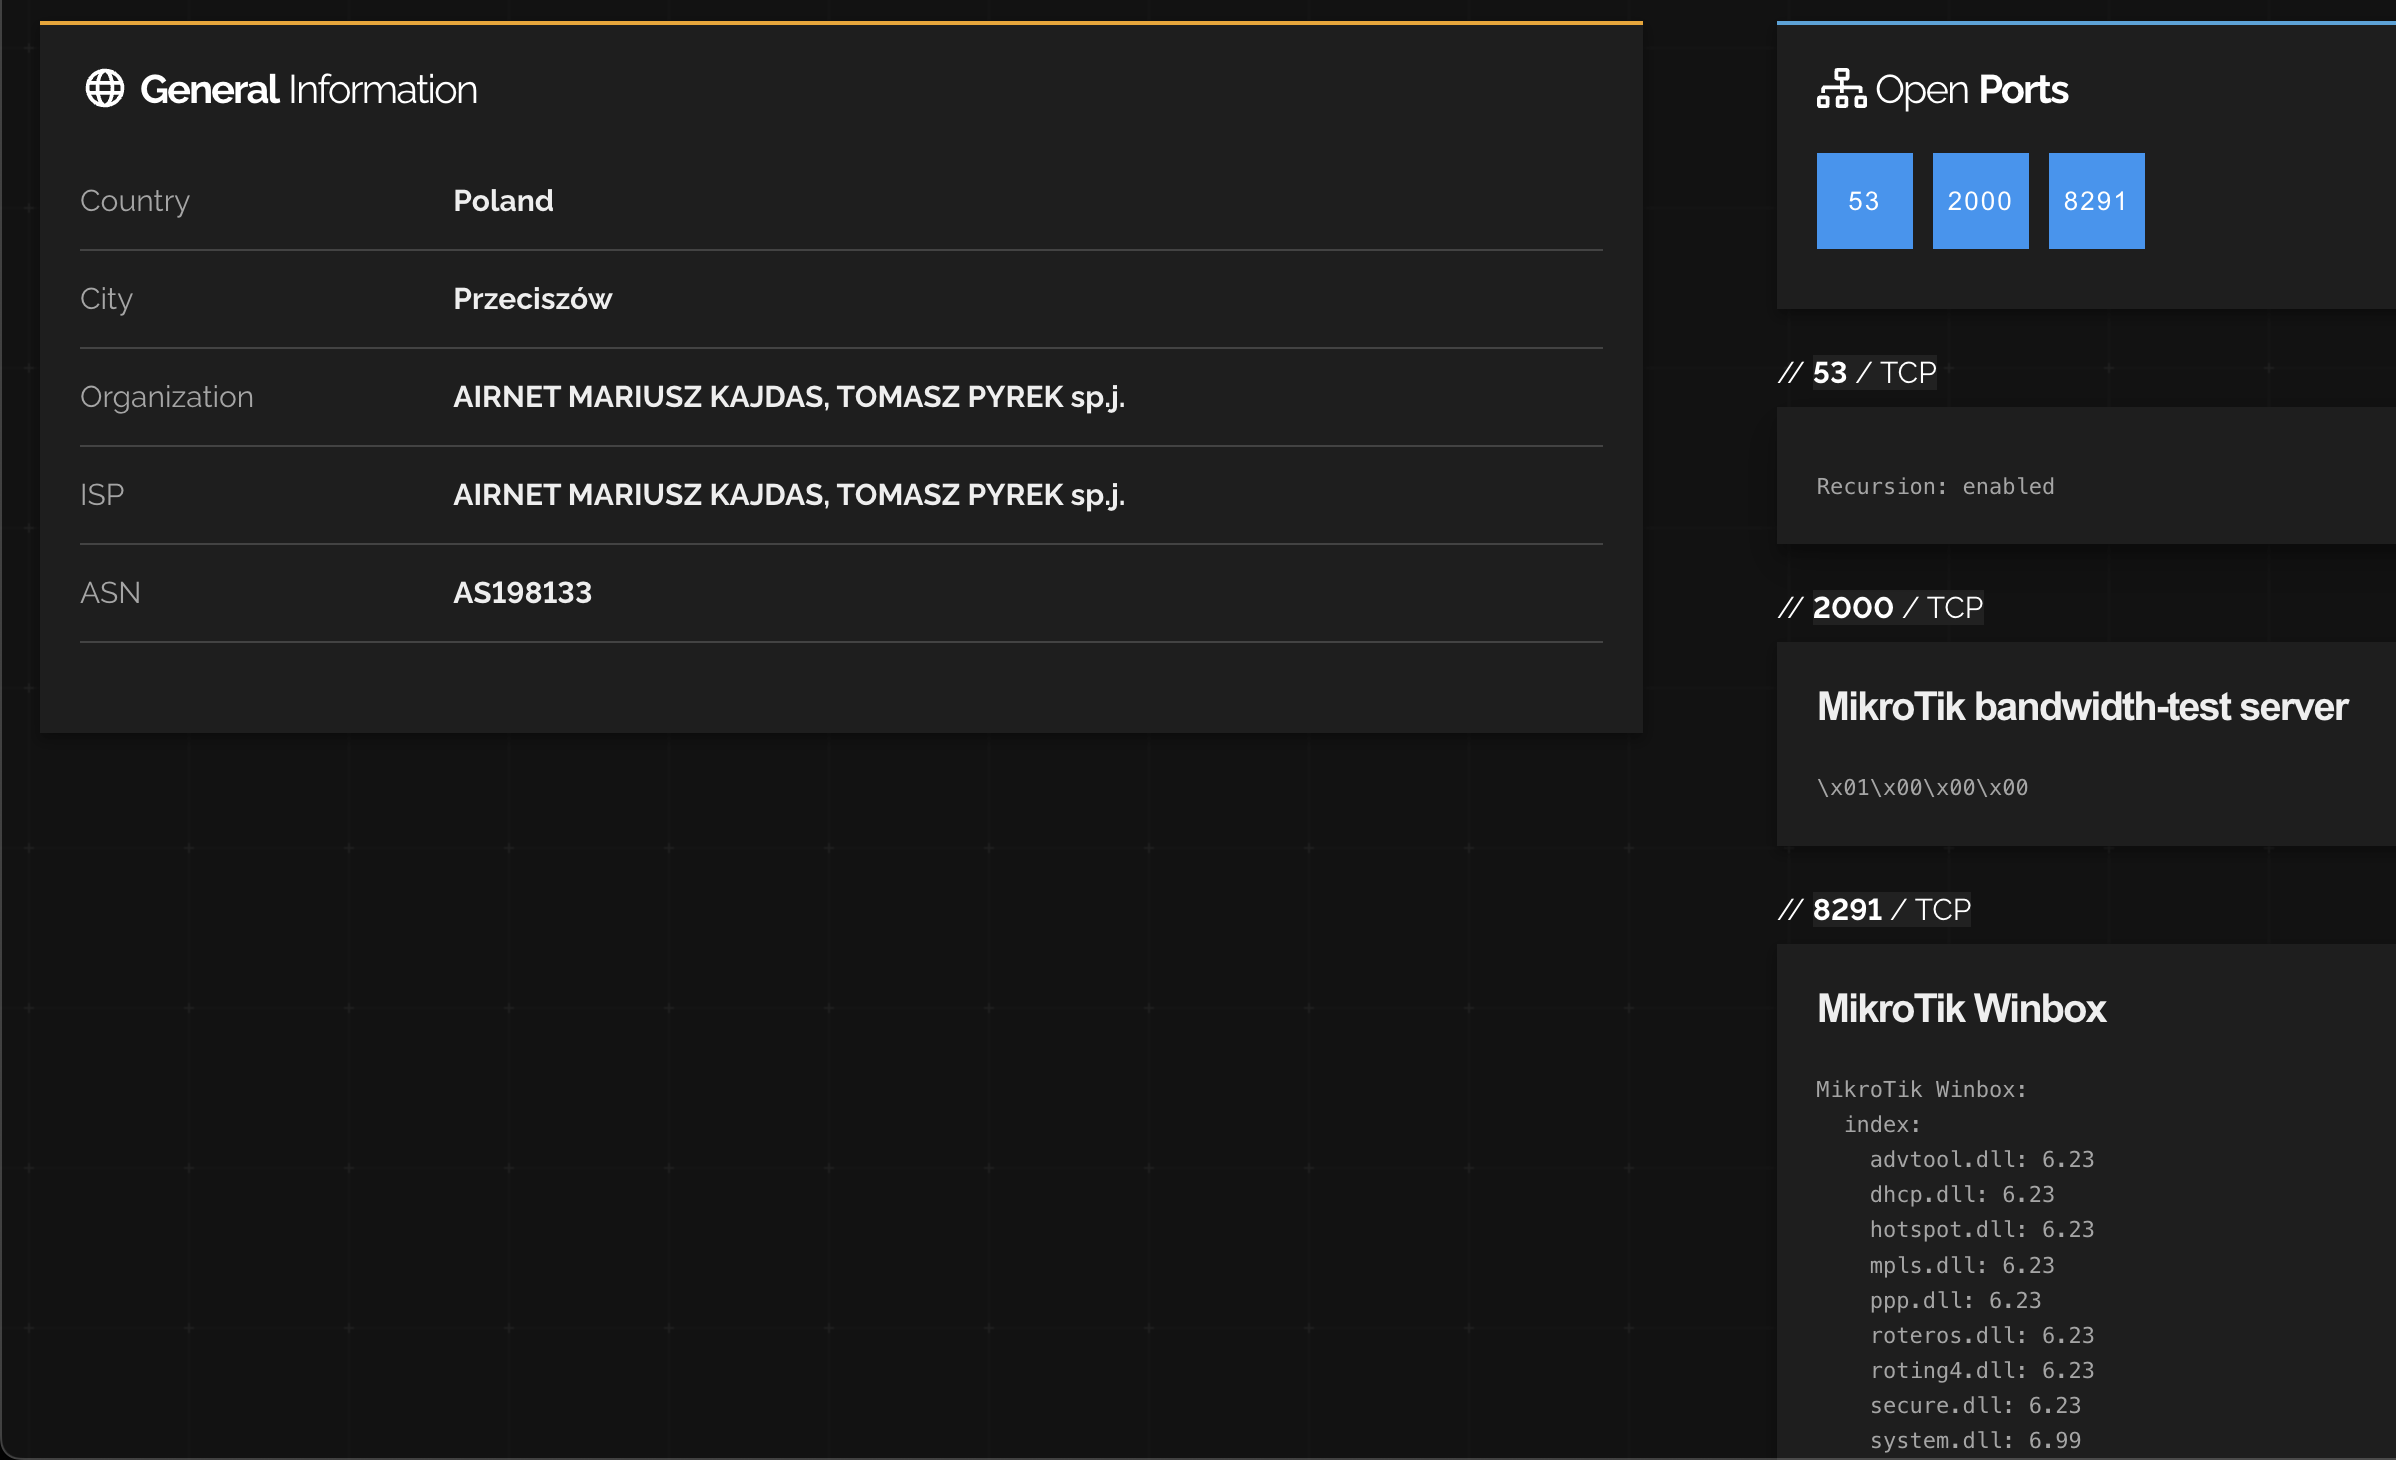 General Information
Country Poland
City Przeciszów
Organization AIRNET MARIUSZ KAJDAS, TOMASZ PYREK sp.j.
ISP AIRNET MARIUSZ KAJDAS, TOMASZ PYREK sp.j.
ASN AS198133
Open Ports
53 2000 8291
// 53 / TCP
Recursion: enabled
// 2000 / TCP
MikroTik bandwidth-test server
\x01\x00\x00\x00
// 8291 / TCP
MikroTik Winbox
MikroTik Winbox:
index:
advtool.dll: 6.23
dhcp.dll: 6.23
hotspot.dll: 6.23
mpls.dll: 6.23
ppp.dll: 6.23
roteros.dll: 6.23
roting4.dll: 6.23
secure.dll: 6.23
system.dll: 6.99